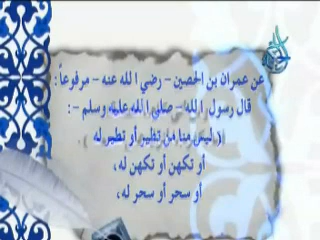 عن عمران بن الحصين - رضي الله عنه - مرفوعاً :
قال رسول الله - صلى الله عليه وسلم - :
( ليس منا من تطير أو تطير له
أو تكهن أو تكهن له ،
أو سحر أو سحر له ،